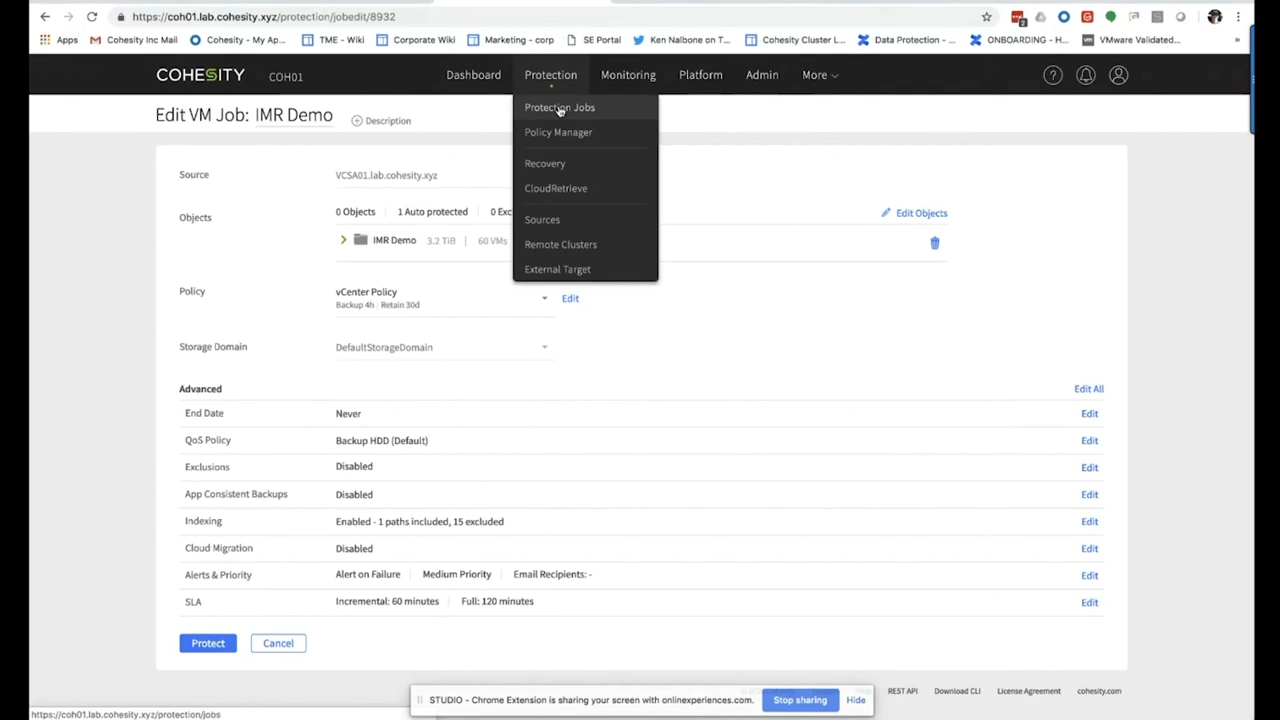 https://coh01.lab.cohesity.xyz/protection/jobedit/8932
Apps Cohesity Inc Mail Cohesity - My Ap... TME - Wiki Corporate Wiki Marketing - corp SE Portal Ken Nalbone on T... Cohesity Cluster L... Data Protection - ... ONBOARDING - H... VMware Validated... »
COHESITY COH01 Dashboard Protection Monitoring Platform Admin More
Edit VM Job: IMR Demo Description
Protection Jobs
Policy Manager
Recovery
CloudRetrieve
Sources
Remote Clusters
External Target
Source VCSA01.lab.cohesity.xyz
Objects 0 Objects 1 Auto protected 0 Exc Edit Objects
IMR Demo 3.2 TiB 60 VMs
Policy vCenter Policy
Backup 4h Retain 30d Edit
Storage Domain DefaultStorageDomain
Advanced Edit All
End Date Never Edit
QoS Policy Backup HDD (Default) Edit
Exclusions Disabled Edit
App Consistent Backups Disabled Edit
Indexing Enabled - 1 paths included, 15 excluded Edit
Cloud Migration Disabled Edit
Alerts & Priority Alert on Failure Medium Priority Email Recipients: - Edit
SLA Incremental: 60 minutes Full: 120 minutes Edit
Protect Cancel
REST API Download CLI License Agreement cohesity.com
STUDIO - Chrome Extension is sharing your screen with onlinexperiences.com. Stop sharing Hide
https://coh01.lab.cohesity.xyz/protection/jobs